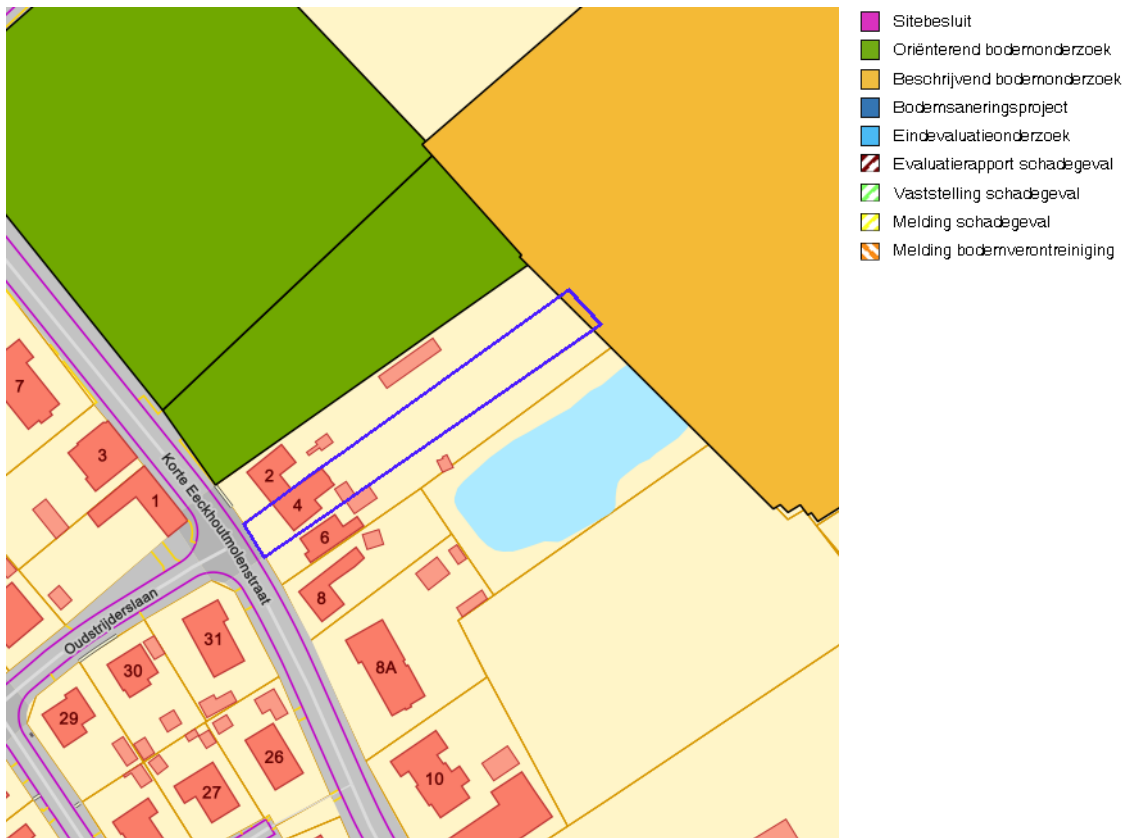 Sitebesluit
Oriënterend bodemonderzoek
Beschrijvend bodemonderzoek
Bodemsaneringsproject
Eindevaluatieonderzoek
Evaluatierapport schadegeval
Vaststelling schadegeval
Melding schadegeval
Melding bodemverontreiniging
7
3
1
Korte Eeckhoutmolenstraat
2
4
6
8
Oudstrijderslaan
31
30
29
8A
26
27
10